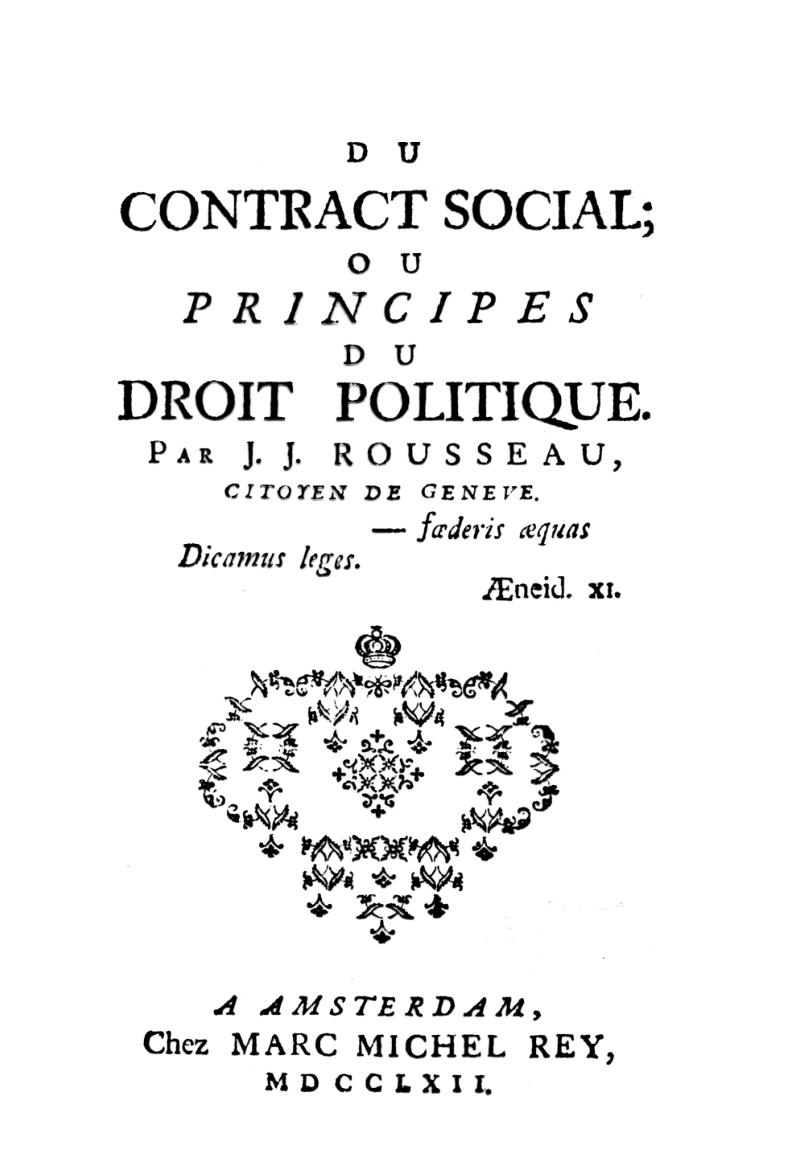 DU
CONTRACT SOCIAL;
OU
PRINCIPES
DU
DROIT POLITIQUE.
PAR J. J. ROUSSEAU,
CITOYEN DE GENEVE.
— fœderis æquas
Dicamus leges.
Æneid. XI.
A AMSTERDAM,
Chez MARC MICHEL REY,
MDCCLXII.